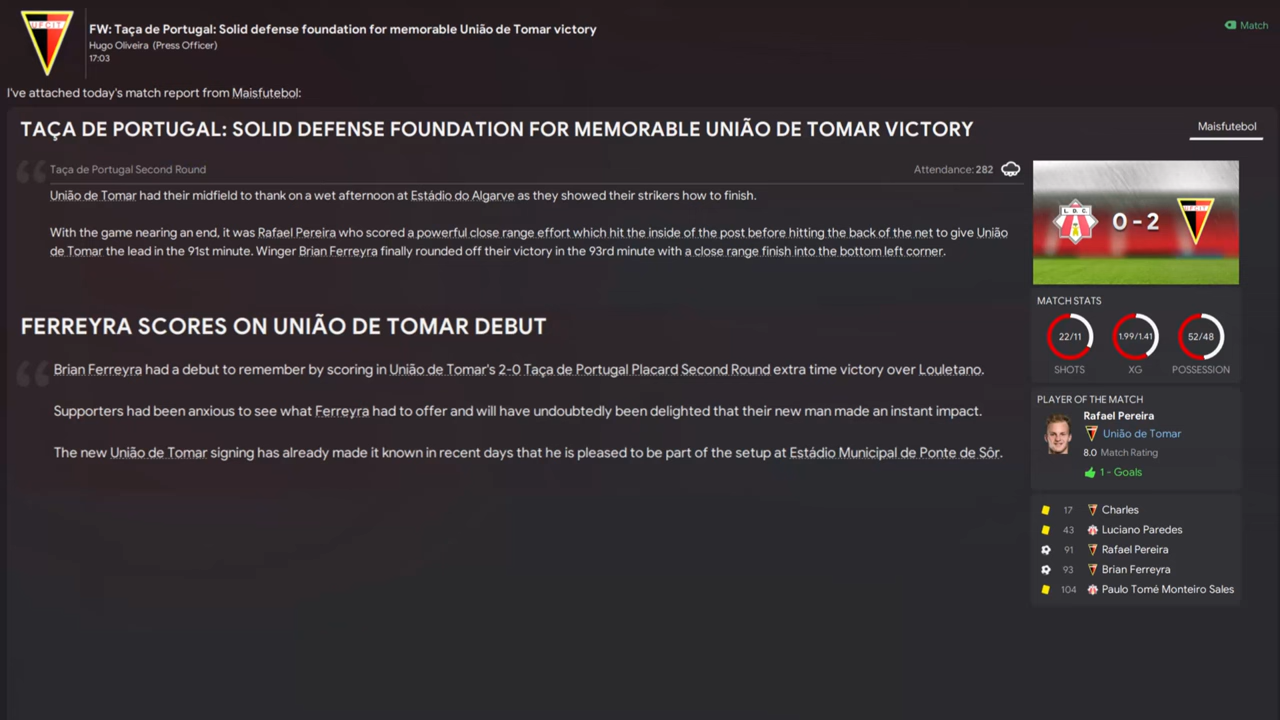 UFCIT
FW: Taça de Portugal: Solid defense foundation for memorable União de Tomar victory
Hugo Oliveira (Press Officer)
17:03
Match
I've attached today's match report from Maisfutebol:
TAÇA DE PORTUGAL: SOLID DEFENSE FOUNDATION FOR MEMORABLE UNIÃO DE TOMAR VICTORY
Maisfutebol
Taça de Portugal Second Round
Attendance: 282
União de Tomar had their midfield to thank on a wet afternoon at Estádio do Algarve as they showed their strikers how to finish.
With the game nearing an end, it was Rafael Pereira who scored a powerful close range effort which hit the inside of the post before hitting the back of the net to give União
de Tomar the lead in the 91st minute. Winger Brian Ferreyra finally rounded off their victory in the 93rd minute with a close range finish into the bottom left corner.
L. D. C.
0 - 2
UFCIT
MATCH STATS
22/11
1.99/1.41
52/48
SHOTS
XG
POSSESSION
FERREYRA SCORES ON UNIÃO DE TOMAR DEBUT
Brian Ferreyra had a debut to remember by scoring in União de Tomar's 2-0 Taça de Portugal Placard Second Round extra time victory over Louletano.
Supporters had been anxious to see what Ferreyra had to offer and will have undoubtedly been delighted that their new man made an instant impact.
The new União de Tomar signing has already made it known in recent days that he is pleased to be part of the setup at Estádio Municipal de Ponte de Sôr.
PLAYER OF THE MATCH
Rafael Pereira
União de Tomar
8.0 Match Rating
1 - Goals
17 Charles
43 Luciano Paredes
91 Rafael Pereira
93 Brian Ferreyra
104 Paulo Tomé Monteiro Sales